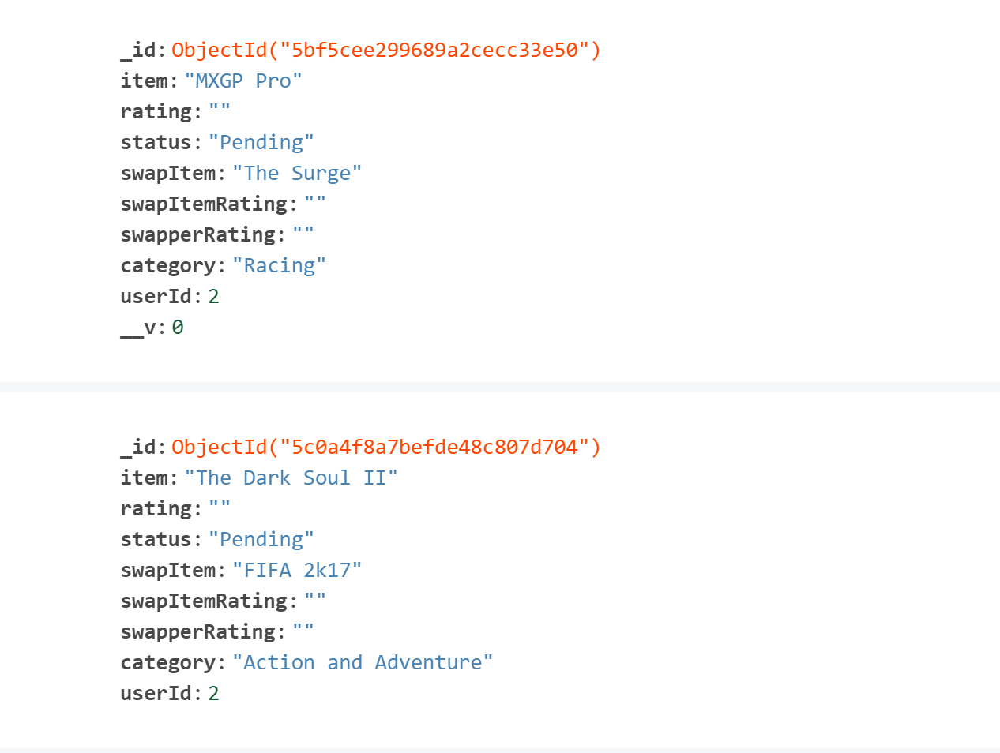 _id: ObjectId("5bf5cee299689a2cecc33e50")
item: "MXGP Pro"
rating: ""
status: "Pending"
swapItem: "The Surge"
swapItemRating: ""
swapperRating: ""
category: "Racing"
userId: 2
__v: 0
_id: ObjectId("5c0a4f8a7befde48c807d704")
item: "The Dark Soul II"
rating: ""
status: "Pending"
swapItem: "FIFA 2k17"
swapItemRating: ""
swapperRating: ""
category: "Action and Adventure"
userId: 2